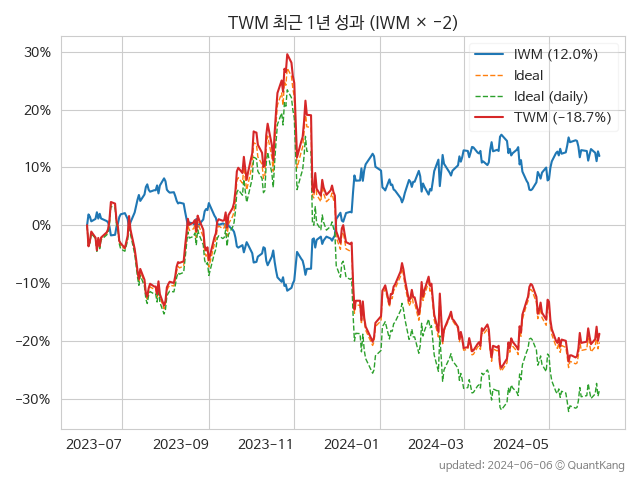 TWM 최근 1년 성과 (IWM × −2)
30%
20%
10%
0%
−10%
−20%
−30%
IWM (12.0%)
Ideal
Ideal (daily)
TWM (−18.7%)
2023-07
2023-09
2023-11
2024-01
2024-03
2024-05
updated: 2024-06-06 © QuantKang